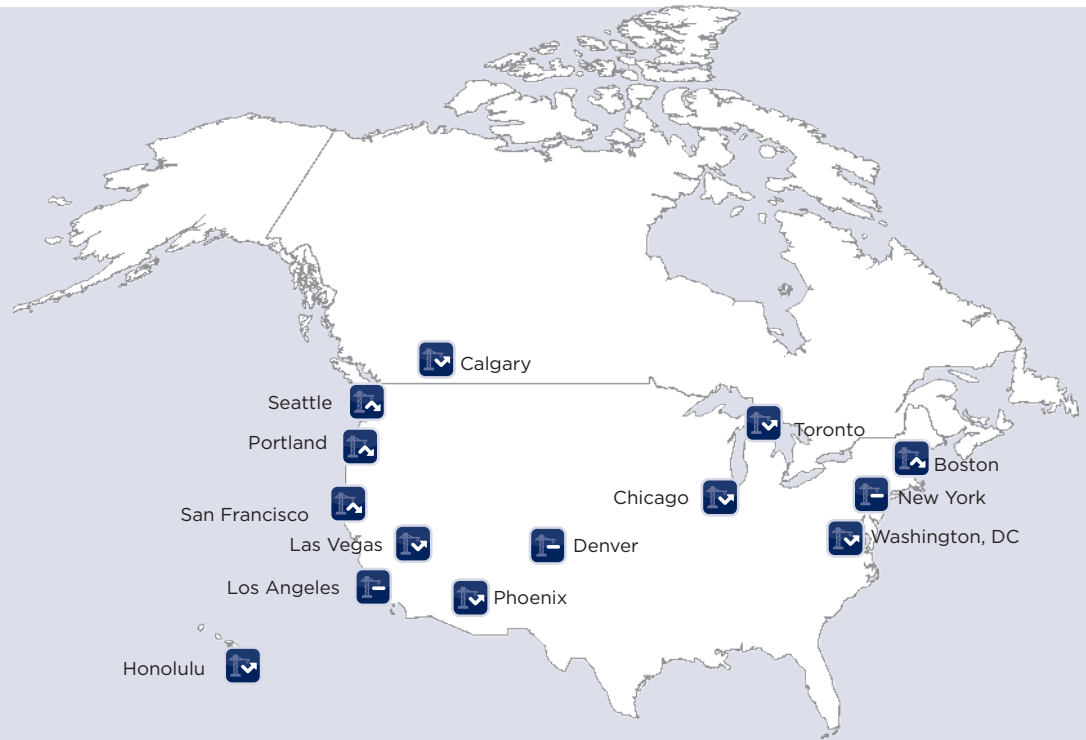 Calgary
Seattle
Toronto
Portland
Boston
Chicago
New York
San Francisco
Washington, DC
Las Vegas
Denver
Los Angeles
Phoenix
Honolulu